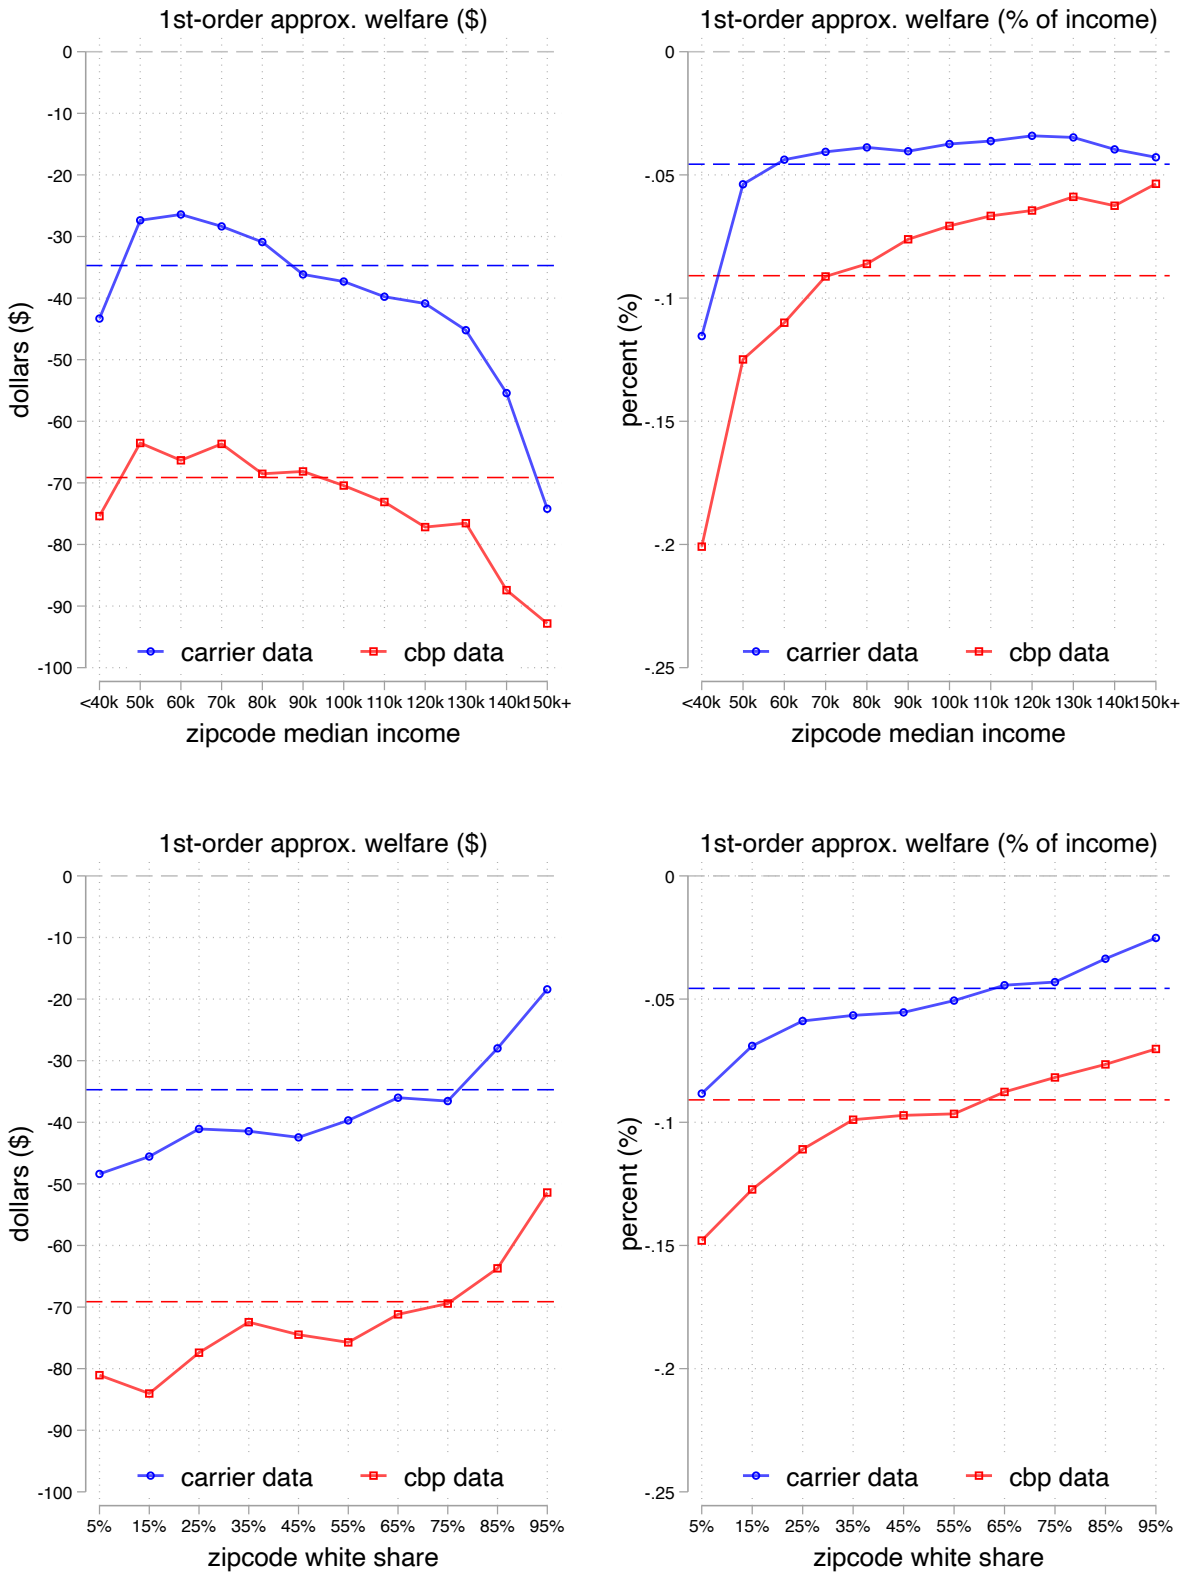 1st-order approx. welfare ($)
0
-10
-20
-30
-40
-50
-60
-70
-80
-90
-100
dollars ($)
carrier data
cbp data
<40k 50k 60k 70k 80k 90k 100k 110k 120k 130k 140k 150k+
zipcode median income
1st-order approx. welfare (% of income)
0
-.05
-.1
-.15
-.2
-.25
percent (%)
carrier data
cbp data
<40k 50k 60k 70k 80k 90k 100k 110k 120k 130k 140k 150k+
zipcode median income
1st-order approx. welfare ($)
0
-10
-20
-30
-40
-50
-60
-70
-80
-90
-100
dollars ($)
carrier data
cbp data
5% 15% 25% 35% 45% 55% 65% 75% 85% 95%
zipcode white share
1st-order approx. welfare (% of income)
0
-.05
-.1
-.15
-.2
-.25
percent (%)
carrier data
cbp data
5% 15% 25% 35% 45% 55% 65% 75% 85% 95%
zipcode white share